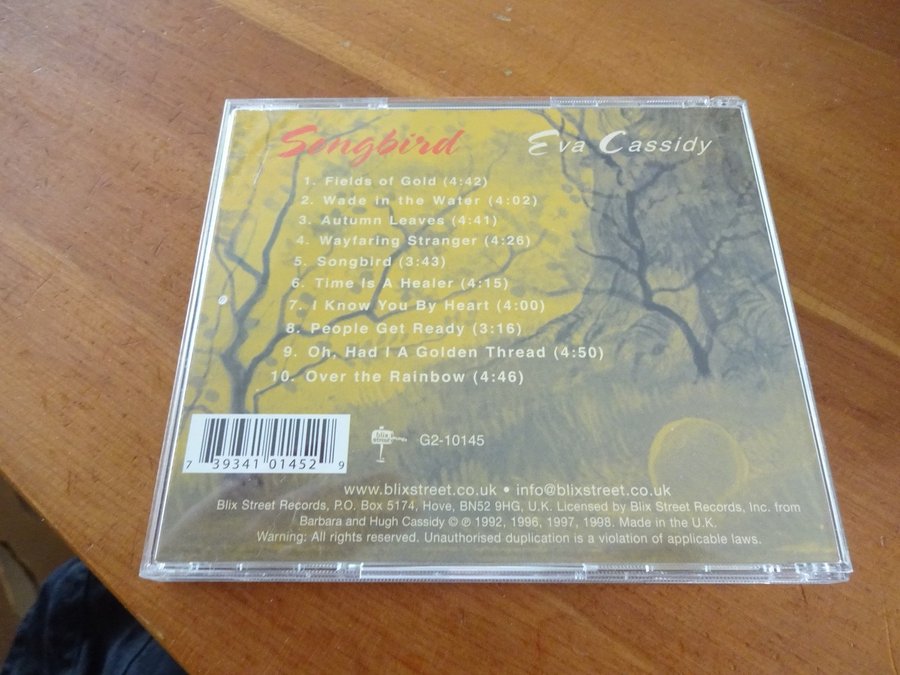 Songbird Eva Cassidy
1. Fields of Gold (4:42)
2. Wade in the Water (4:02)
3. Autumn Leaves (4:41)
4. Wayfaring Stranger (4:26)
5. Songbird (3:43)
6. Time Is A Healer (4:15)
7. I Know You By Heart (4:00)
8. People Get Ready (3:16)
9. Oh, Had I A Golden Thread (4:50)
10. Over the Rainbow (4:46)
7 39341 01452 9
blix street records
G2-10145
www.blixstreet.co.uk • info@blixstreet.co.uk
Blix Street Records, P.O. Box 5174, Hove, BN52 9HG, U.K. Licensed by Blix Street Records, Inc. from
Barbara and Hugh Cassidy © ℗ 1992, 1996, 1997, 1998. Made in the U.K.
Warning: All rights reserved. Unauthorised duplication is a violation of applicable laws.